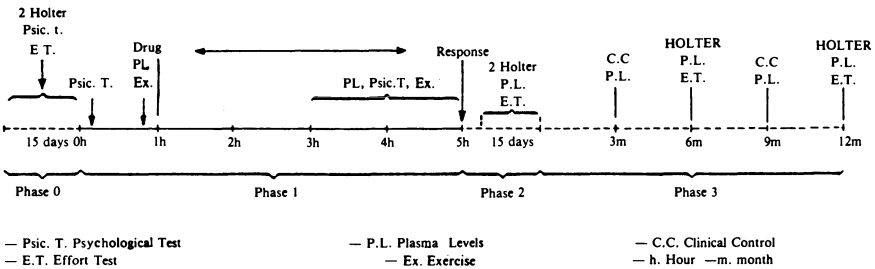 2 Holter
Psic. t.
E T.
Psic. T.
Drug
PL
Ex.
PL, Psic.T, Ex.
Response
2 Holter
P.L.
E.T.
C.C
P.L.
HOLTER
P.L.
E.T.
C.C
P.L.
HOLTER
P.L.
E.T.
15 days 0h 1h 2h 3h 4h 5h 15 days 3m 6m 9m 12m
Phase 0 Phase 1 Phase 2 Phase 3
— Psic. T. Psychological Test — P.L. Plasma Levels — C.C. Clinical Control
— E.T. Effort Test — Ex. Exercise — h. Hour —m. month